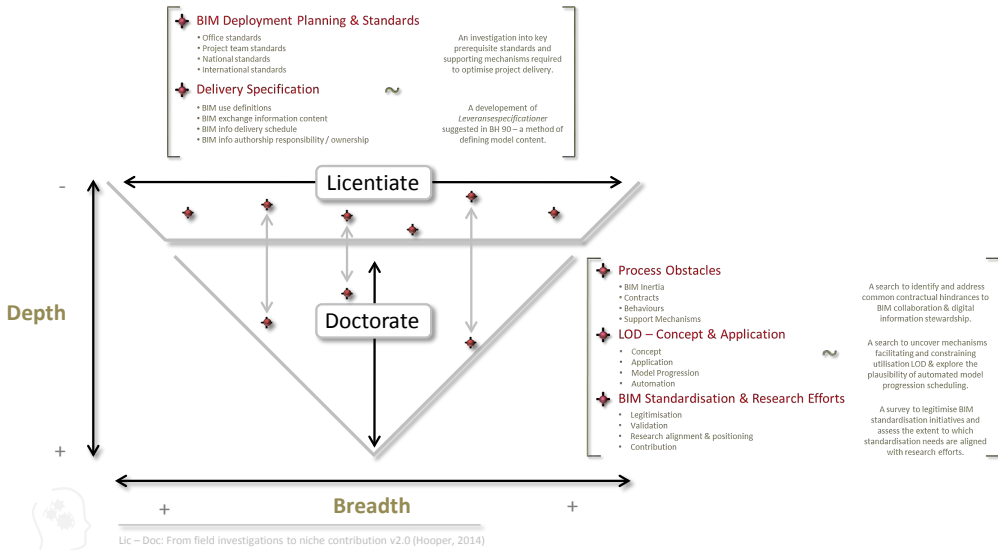 BIM Deployment Planning & Standards
• Office standards
• Project team standards
• National standards
• International standards
An investigation into key
prerequisite standards and
supporting mechanisms required
to optimise project delivery.
Delivery Specification
~
• BIM use definitions
• BIM exchange information content
• BIM info delivery schedule
• BIM info authorship responsibility / ownership
A developement of
Leveransespecifikationer
suggested in BH 90 – a method of
defining model content.
-
Licentiate
Depth
Doctorate
+
Process Obstacles
• BIM Inertia
• Contracts
• Behaviours
• Support Mechanisms
A search to identify and address
common contractual hindrances to
BIM collaboration & digital
information stewardship.
LOD – Concept & Application
• Concept
• Application
• Model Progression
• Automation
~
A search to uncover mechanisms
facilitating and constraining
utilisation LOD & explore the
plausibility of automated model
progression scheduling.
BIM Standardisation & Research Efforts
• Legitimisation
• Validation
• Research alignment & positioning
• Contribution
A survey to legitimise BIM
standardisation initiatives and
assess the extent to which
standardisation needs are aligned
with research efforts.
+ Breadth +
Lic – Doc: From field investigations to niche contribution v2.0 (Hooper, 2014)